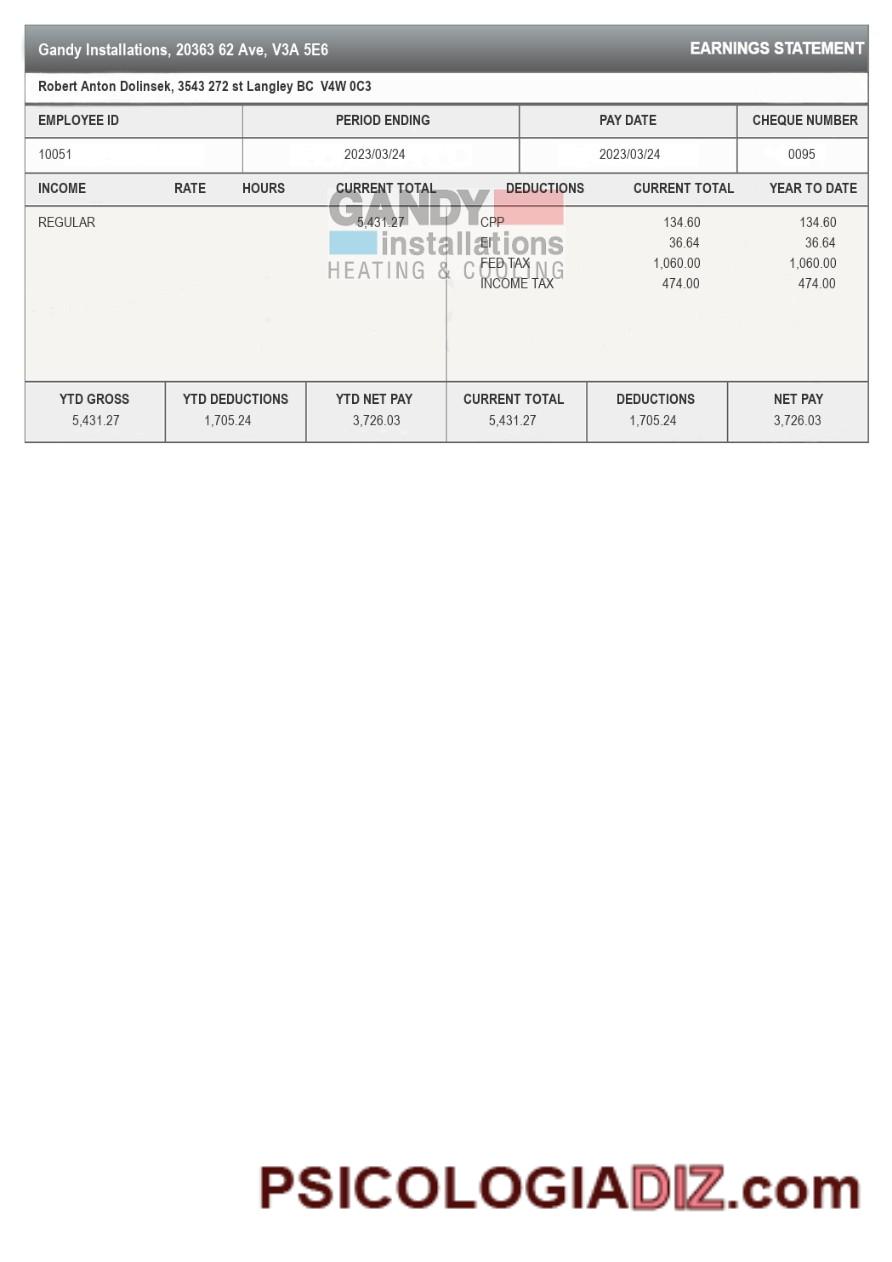 Gandy Installations, 20363 62 Ave, V3A 5E6 EARNINGS STATEMENT
Robert Anton Dolinsek, 3543 272 st Langley BC V4W 0C3
EMPLOYEE ID PERIOD ENDING PAY DATE CHEQUE NUMBER
10051 2023/03/24 2023/03/24 0095
INCOME RATE HOURS CURRENT TOTAL DEDUCTIONS CURRENT TOTAL YEAR TO DATE
GANDY
REGULAR 5,431.27 CPP 134.60 134.60
installations
EI 36.64 36.64
HEATING & COOLING
FED TAX 1,060.00 1,060.00
INCOME TAX 474.00 474.00
YTD GROSS YTD DEDUCTIONS YTD NET PAY CURRENT TOTAL DEDUCTIONS NET PAY
5,431.27 1,705.24 3,726.03 5,431.27 1,705.24 3,726.03
PSICOLOGIADIZ.com